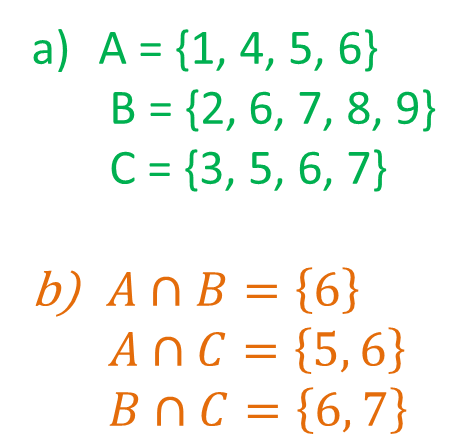 a) A = {1, 4, 5, 6}
B = {2, 6, 7, 8, 9}
C = {3, 5, 6, 7}
b) A ∩ B = {6}
A ∩ C = {5, 6}
B ∩ C = {6, 7}